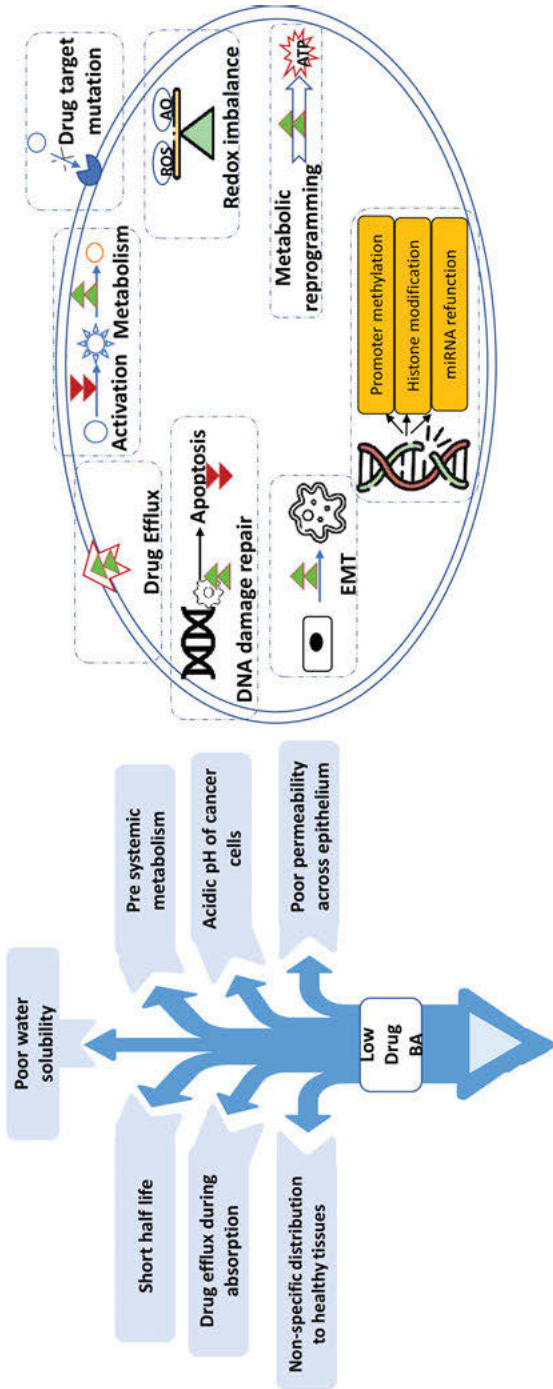 Poor water
solubility
Short half life
Pre systemic
metabolism
Drug efflux during
absorption
Acidic pH of cancer
cells
Non-specific distribution
to healthy tissues
Poor permeability
across epithelium
Low
Drug
BA
Drug Efflux
Activation
Metabolism
Drug target
mutation
Apoptosis
DNA damage repair
ROS
AO
Redox imbalance
EMT
Metabolic
reprogramming
ATP
Promoter methylation
Histone modification
miRNA refunction